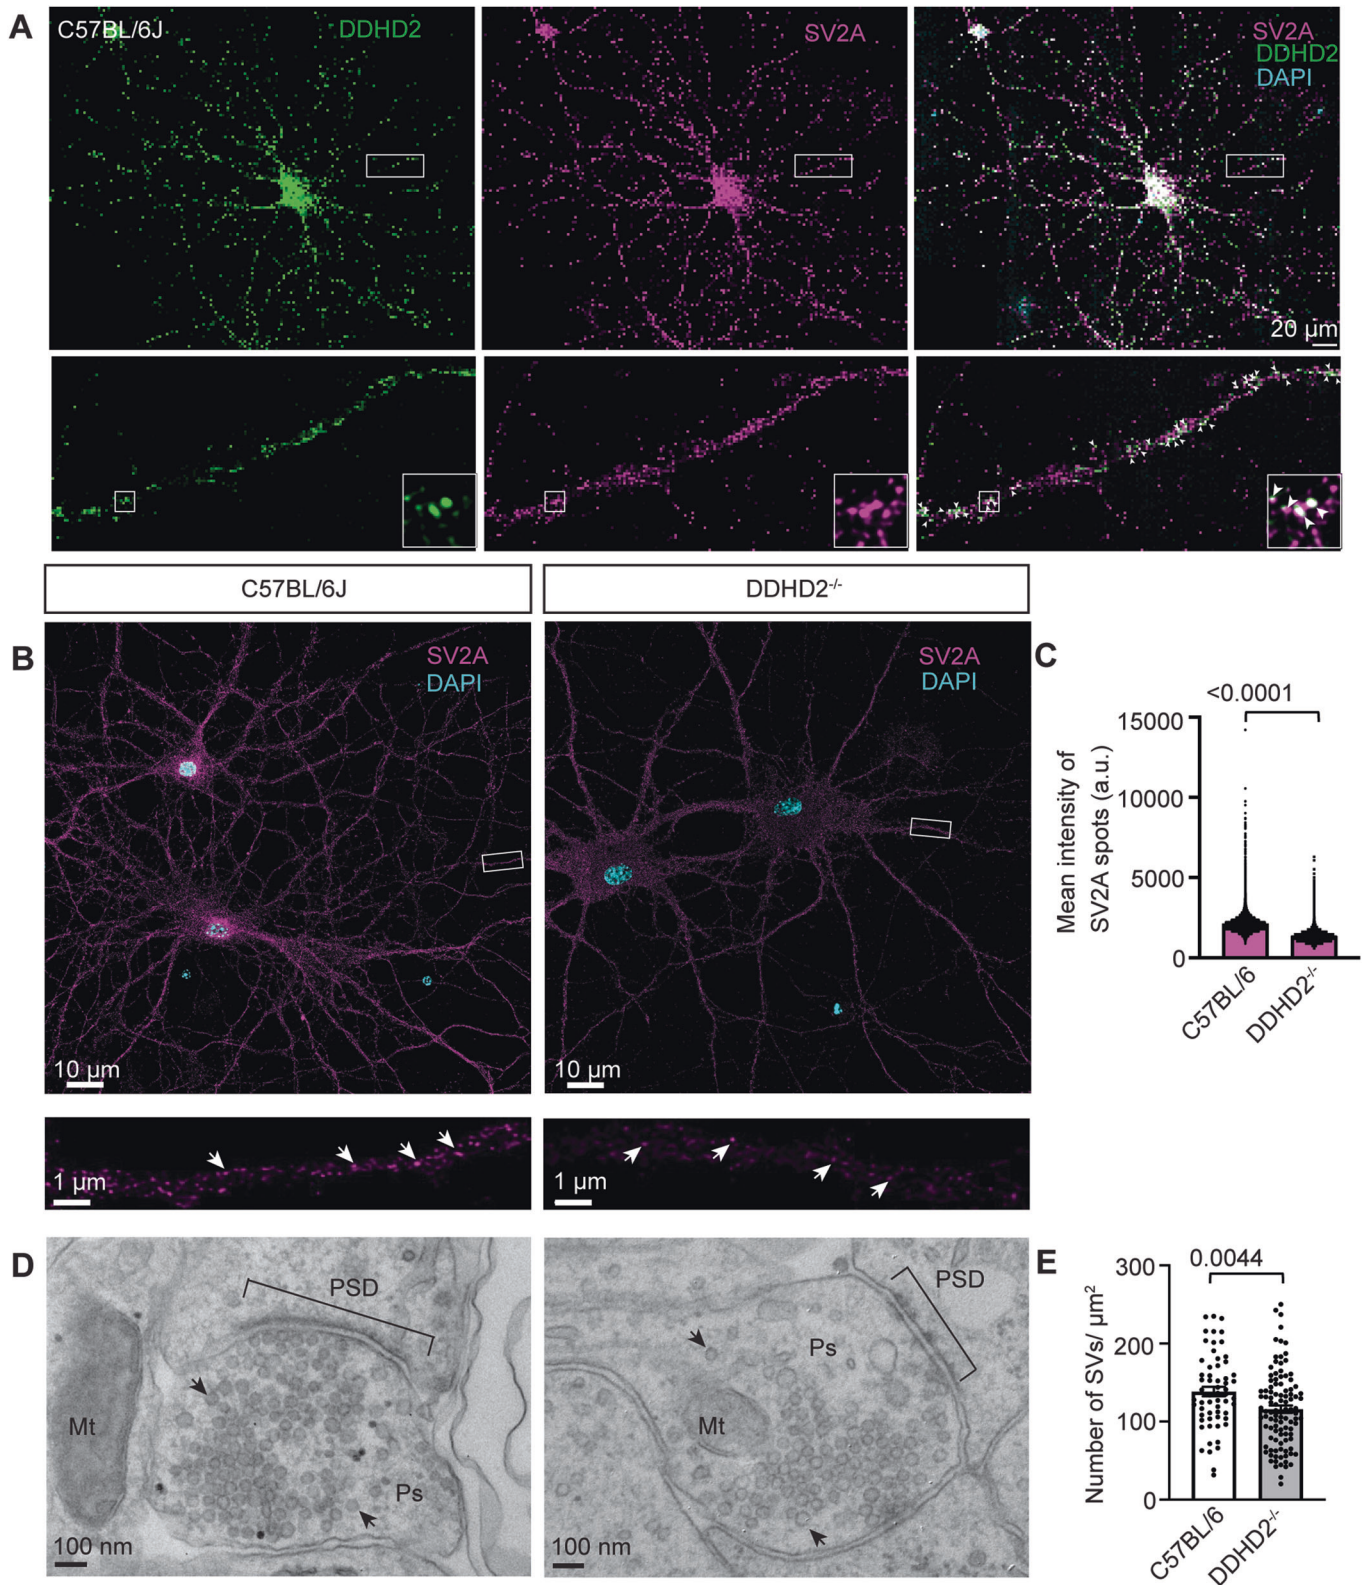 A
C57BL/6J
DDHD2
SV2A
SV2A
DDHD2
DAPI
20 µm
C57BL/6J
DDHD2-/-
B
SV2A
DAPI
10 µm
SV2A
DAPI
10 µm
1 µm
1 µm
C
<0.0001
Mean intensity of
SV2A spots (a.u.)
15000
10000
5000
0
C57BL/6
DDHD2-/-
D
PSD
Mt
Ps
100 nm
PSD
Ps
Mt
100 nm
E
0.0044
Number of SVs/ µm²
300
200
100
0
C57BL/6
DDHD2-/-